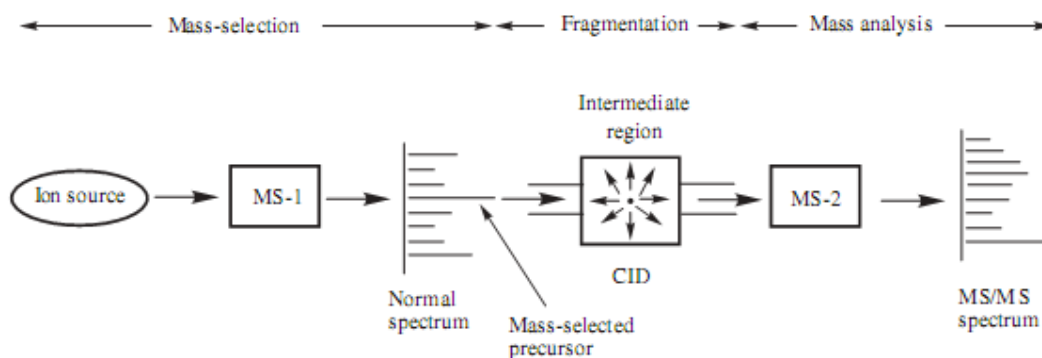 Mass-selection Fragmentation Mass analysis
Intermediate
region
Ion source
MS-1
MS-2
CID
Normal
spectrum
Mass-selected
precursor
MS/MS
spectrum